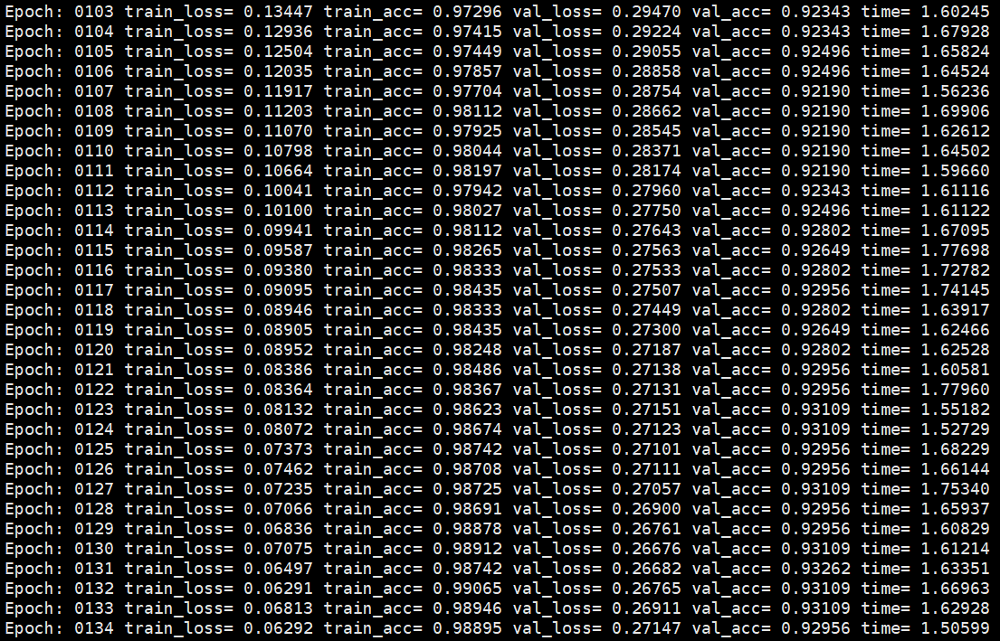 Epoch: 0103 train_loss= 0.13447 train_acc= 0.97296 val_loss= 0.29470 val_acc= 0.92343 time= 1.60245
Epoch: 0104 train_loss= 0.12936 train_acc= 0.97415 val_loss= 0.29224 val_acc= 0.92343 time= 1.67928
Epoch: 0105 train_loss= 0.12504 train_acc= 0.97449 val_loss= 0.29055 val_acc= 0.92496 time= 1.65824
Epoch: 0106 train_loss= 0.12035 train_acc= 0.97857 val_loss= 0.28858 val_acc= 0.92496 time= 1.64524
Epoch: 0107 train_loss= 0.11917 train_acc= 0.97704 val_loss= 0.28754 val_acc= 0.92190 time= 1.56236
Epoch: 0108 train_loss= 0.11203 train_acc= 0.98112 val_loss= 0.28662 val_acc= 0.92190 time= 1.69906
Epoch: 0109 train_loss= 0.11070 train_acc= 0.97925 val_loss= 0.28545 val_acc= 0.92190 time= 1.62612
Epoch: 0110 train_loss= 0.10798 train_acc= 0.98044 val_loss= 0.28371 val_acc= 0.92190 time= 1.64502
Epoch: 0111 train_loss= 0.10664 train_acc= 0.98197 val_loss= 0.28174 val_acc= 0.92190 time= 1.59660
Epoch: 0112 train_loss= 0.10041 train_acc= 0.97942 val_loss= 0.27960 val_acc= 0.92343 time= 1.61116
Epoch: 0113 train_loss= 0.10100 train_acc= 0.98027 val_loss= 0.27750 val_acc= 0.92496 time= 1.61122
Epoch: 0114 train_loss= 0.09941 train_acc= 0.98112 val_loss= 0.27643 val_acc= 0.92802 time= 1.67095
Epoch: 0115 train_loss= 0.09587 train_acc= 0.98265 val_loss= 0.27563 val_acc= 0.92649 time= 1.77698
Epoch: 0116 train_loss= 0.09380 train_acc= 0.98333 val_loss= 0.27533 val_acc= 0.92802 time= 1.72782
Epoch: 0117 train_loss= 0.09095 train_acc= 0.98435 val_loss= 0.27507 val_acc= 0.92956 time= 1.74145
Epoch: 0118 train_loss= 0.08946 train_acc= 0.98333 val_loss= 0.27449 val_acc= 0.92802 time= 1.63917
Epoch: 0119 train_loss= 0.08905 train_acc= 0.98435 val_loss= 0.27300 val_acc= 0.92649 time= 1.62466
Epoch: 0120 train_loss= 0.08952 train_acc= 0.98248 val_loss= 0.27187 val_acc= 0.92802 time= 1.62528
Epoch: 0121 train_loss= 0.08386 train_acc= 0.98486 val_loss= 0.27138 val_acc= 0.92956 time= 1.60581
Epoch: 0122 train_loss= 0.08364 train_acc= 0.98367 val_loss= 0.27131 val_acc= 0.92956 time= 1.77960
Epoch: 0123 train_loss= 0.08132 train_acc= 0.98623 val_loss= 0.27151 val_acc= 0.93109 time= 1.55182
Epoch: 0124 train_loss= 0.08072 train_acc= 0.98674 val_loss= 0.27123 val_acc= 0.93109 time= 1.52729
Epoch: 0125 train_loss= 0.07373 train_acc= 0.98742 val_loss= 0.27101 val_acc= 0.92956 time= 1.68229
Epoch: 0126 train_loss= 0.07462 train_acc= 0.98708 val_loss= 0.27111 val_acc= 0.92956 time= 1.66144
Epoch: 0127 train_loss= 0.07235 train_acc= 0.98725 val_loss= 0.27057 val_acc= 0.93109 time= 1.75340
Epoch: 0128 train_loss= 0.07066 train_acc= 0.98691 val_loss= 0.26900 val_acc= 0.92956 time= 1.65937
Epoch: 0129 train_loss= 0.06836 train_acc= 0.98878 val_loss= 0.26761 val_acc= 0.92956 time= 1.60829
Epoch: 0130 train_loss= 0.07075 train_acc= 0.98912 val_loss= 0.26676 val_acc= 0.93109 time= 1.61214
Epoch: 0131 train_loss= 0.06497 train_acc= 0.98742 val_loss= 0.26682 val_acc= 0.93262 time= 1.63351
Epoch: 0132 train_loss= 0.06291 train_acc= 0.99065 val_loss= 0.26765 val_acc= 0.93109 time= 1.66963
Epoch: 0133 train_loss= 0.06813 train_acc= 0.98946 val_loss= 0.26911 val_acc= 0.93109 time= 1.62928
Epoch: 0134 train_loss= 0.06292 train_acc= 0.98895 val_loss= 0.27147 val_acc= 0.92956 time= 1.50599